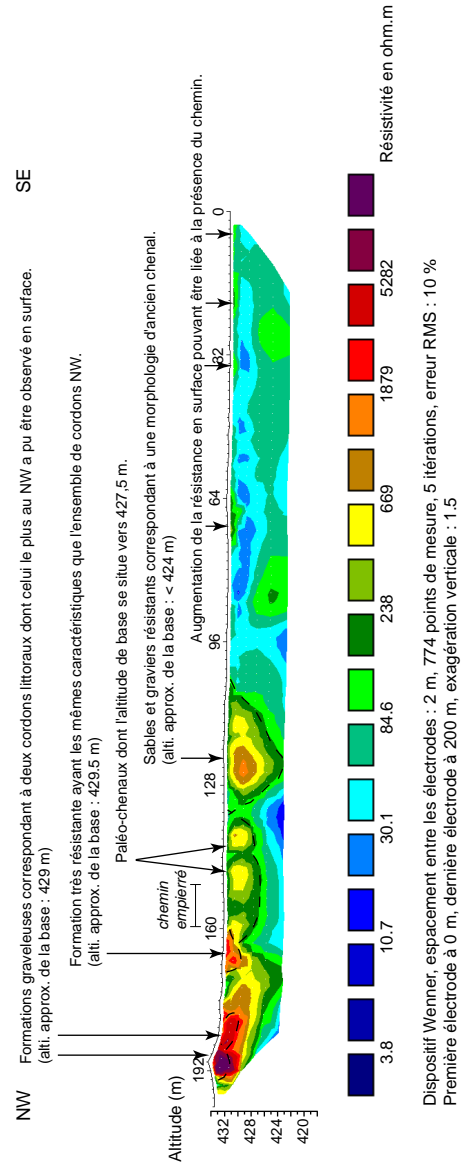 NW
SE
Formations graveleuses correspondant à deux cordons littoraux dont celui le plus au NW a pu être observé en surface.
(alti. approx. de la base : 429 m)
Formation très résistante ayant les mêmes caractéristiques que l'ensemble de cordons NW.
(alti. approx. de la base : 429.5 m)
Paléo-chenaux dont l'altitude de base se situe vers 427,5 m.
Sables et graviers résistants correspondant à une morphologie d'ancien chenal.
(alti. approx. de la base : < 424 m)
chemin
empierré
Augmentation de la résistance en surface pouvant être liée à la présence du chemin.
Altitude (m)
192 160 128 96 64 82 0
432
428
424
420
3.8 10.7 30.1 84.6 238 669 1879 5282
Résistivité en ohm.m
Dispositif Wenner, espacement entre les électrodes : 2 m, 774 points de mesure, 5 itérations, erreur RMS : 10 %
Première électrode à 0 m, dernière électrode à 200 m, exagération verticale : 1.5